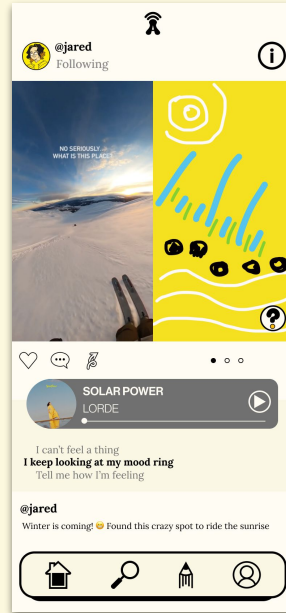 @jared
Following
NO SERIOUSLY...
WHAT IS THIS PLACE?
SOLAR POWER
LORDE
I can't feel a thing
I keep looking at my mood ring
Tell me how I'm feeling
@jared
Winter is coming! 😄 Found this crazy spot to ride the sunrise